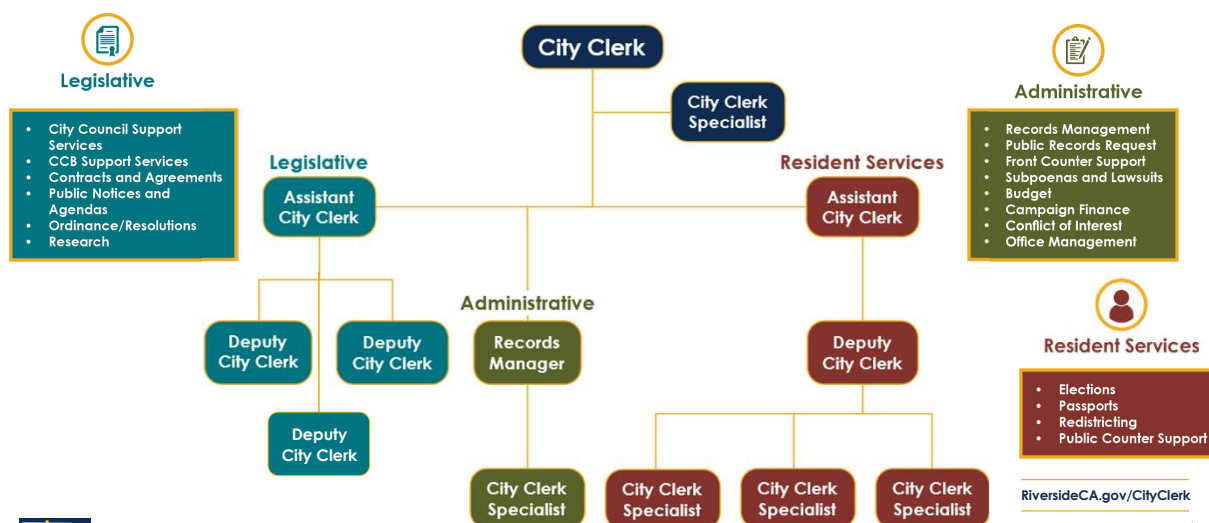 City Clerk
City Clerk
Specialist
Legislative
• City Council Support
Services
• CCB Support Services
• Contracts and Agreements
• Public Notices and
Agendas
• Ordinance/Resolutions
• Research
Administrative
• Records Management
• Public Records Request
• Front Counter Support
• Subpoenas and Lawsuits
• Budget
• Campaign Finance
• Conflict of Interest
• Office Management
Legislative
Assistant
City Clerk
Resident Services
Assistant
City Clerk
Deputy
City Clerk
Deputy
City Clerk
Deputy
City Clerk
Administrative
Records
Manager
Deputy
City Clerk
City Clerk
Specialist
City Clerk
Specialist
City Clerk
Specialist
City Clerk
Specialist
Resident Services
• Elections
• Passports
• Redistricting
• Public Counter Support
RiversideCA.gov/CityClerk